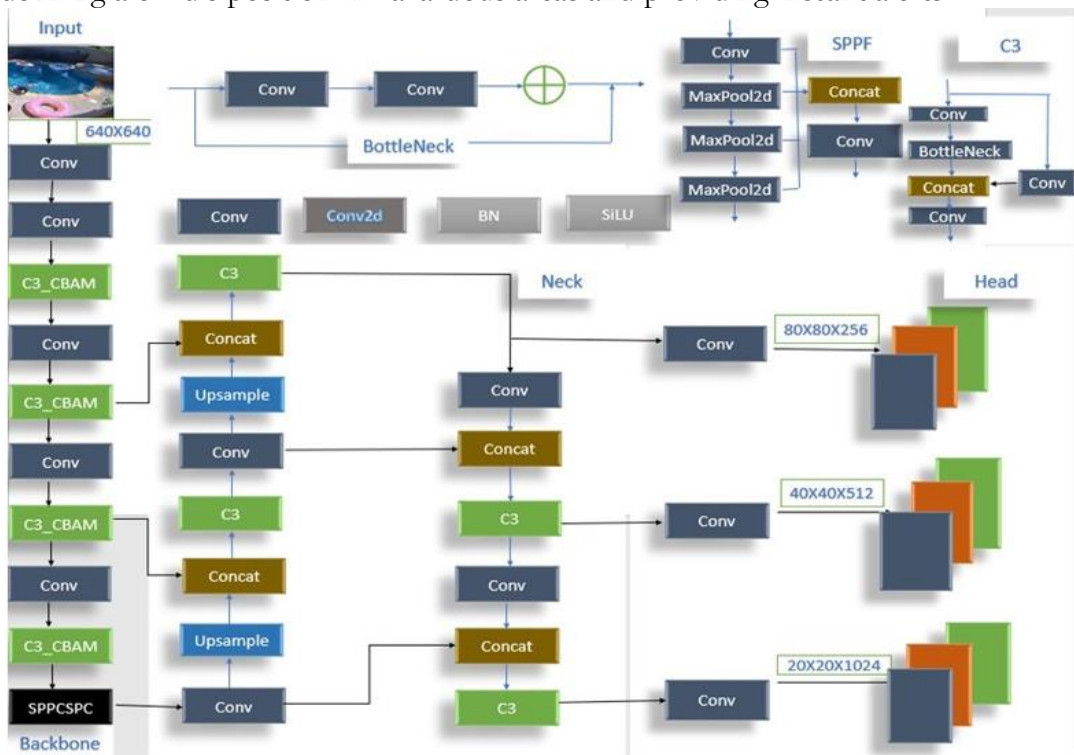 Input
640X640
Conv
Conv
C3_CBAM
Conv
C3_CBAM
Conv
C3_CBAM
Conv
C3_CBAM
SPPCSPC
Backbone
Conv
Conv
BottleNeck
Conv
Conv2d
BN
SiLU
Conv
MaxPool2d
MaxPool2d
MaxPool2d
SPPF
Concat
Conv
C3
Conv
BottleNeck
Concat
Conv
Conv
C3
Concat
Upsample
Conv
C3
Concat
Upsample
Conv
Neck
Conv
Concat
C3
Conv
Concat
C3
Head
Conv
80X80X256
Conv
40X40X512
Conv
20X20X1024